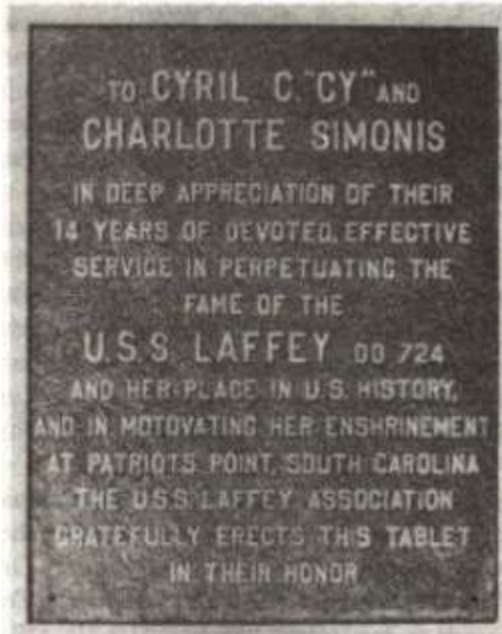 TO CYRIL C. "CY" AND
CHARLOTTE SIMONIS
IN DEEP APPRECIATION OF THEIR
14 YEARS OF DEVOTED, EFFECTIVE
SERVICE IN PERPETUATING THE
FAME OF THE
U.S.S. LAFFEY DD 724
AND HER PLACE IN U.S. HISTORY,
AND IN MOTOVATING HER ENSHRINEMENT
AT PATRIOTS POINT, SOUTH CAROLINA
THE U.S.S. LAFFEY ASSOCIATION
GRATEFULLY ERECTS THIS TABLET
IN THEIR HONOR